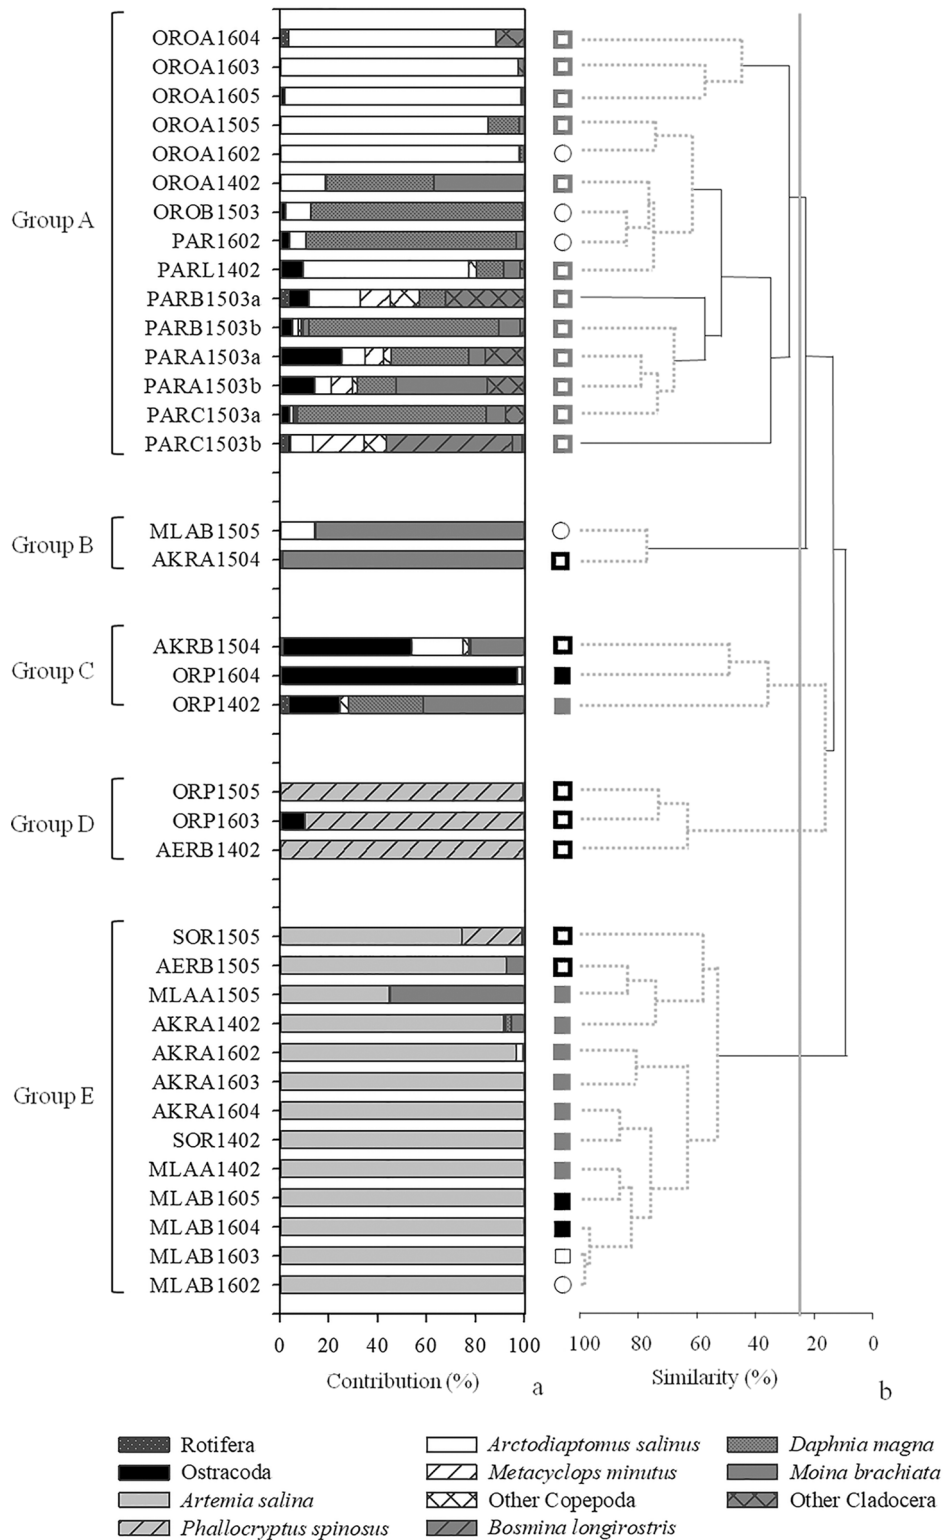 OROA1604
OROA1603
OROA1605
OROA1505
OROA1602
OROA1402
OROB1503
PAR1602
PARL1402
PARB1503a
PARB1503b
PARA1503a
PARA1503b
PARC1503a
PARC1503b
Group A
MLAB1505
AKRA1504
Group B
AKRB1504
ORP1604
ORP1402
Group C
ORP1505
ORP1603
AERB1402
Group D
SOR1505
AERB1505
MLAA1505
AKRA1402
AKRA1602
AKRA1603
AKRA1604
SOR1402
MLAA1402
MLAB1605
MLAB1604
MLAB1603
MLAB1602
Group E
0 20 40 60 80 100
Contribution (%)
a
100 80 60 40 20 0
Similarity (%)
b
Rotifera
Ostracoda
Artemia salina
Phallocryptus spinosus
Arctodiaptomus salinus
Metacyclops minutus
Other Copepoda
Bosmina longirostris
Daphnia magna
Moina brachiata
Other Cladocera